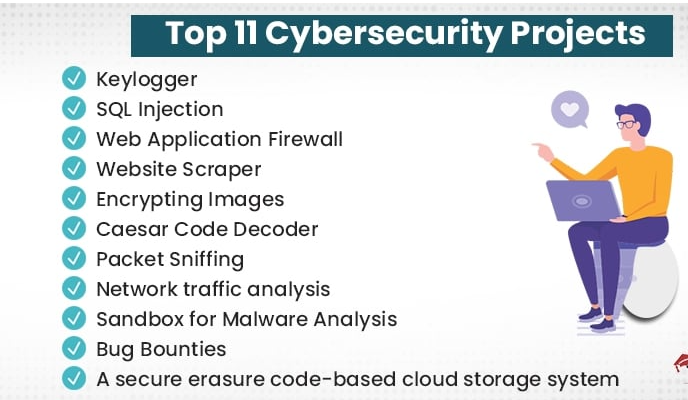 Top 11 Cybersecurity Projects
Keylogger
SQL Injection
Web Application Firewall
Website Scraper
Encrypting Images
Caesar Code Decoder
Packet Sniffing
Network traffic analysis
Sandbox for Malware Analysis
Bug Bounties
A secure erasure code-based cloud storage system